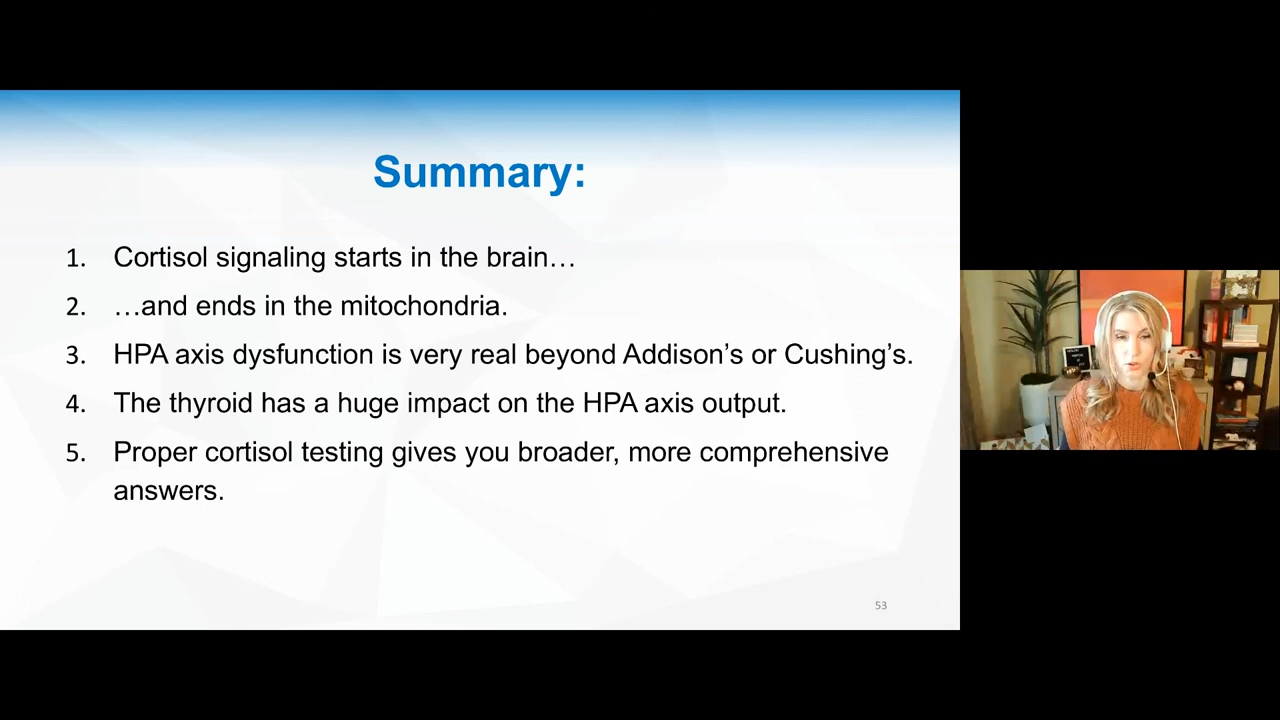 Summary:
1. Cortisol signaling starts in the brain…
2. …and ends in the mitochondria.
3. HPA axis dysfunction is very real beyond Addison’s or Cushing’s.
4. The thyroid has a huge impact on the HPA axis output.
5. Proper cortisol testing gives you broader, more comprehensive
answers.
53